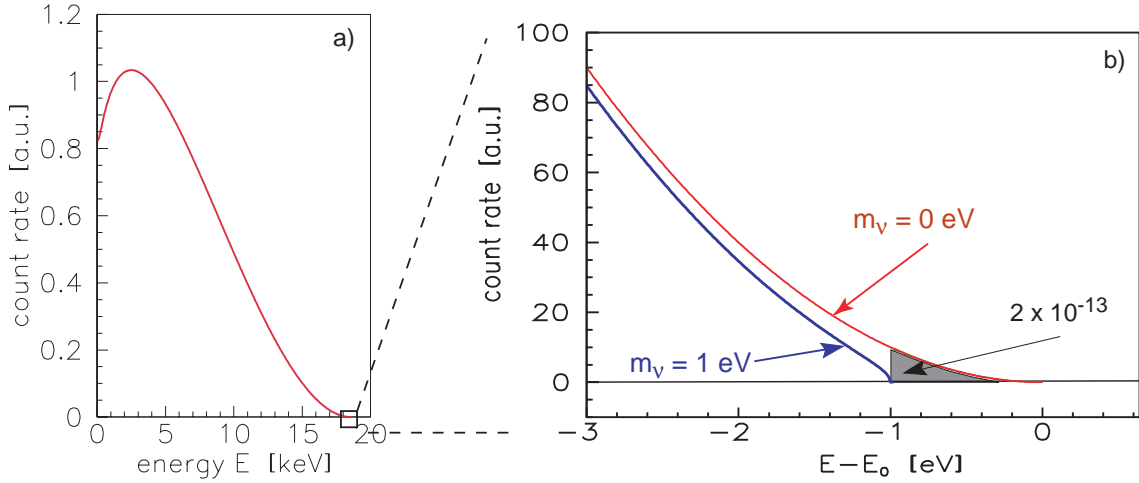 a)
1.2
1
0.8
0.6
0.4
0.2
0
0 5 10 15 20
count rate [a.u.]
energy E [keV]
b)
100
80
60
40
20
0
−3 −2 −1 0
count rate [a.u.]
E−E₀ [eV]
mᵥ = 0 eV
mᵥ = 1 eV
2 x 10⁻¹³